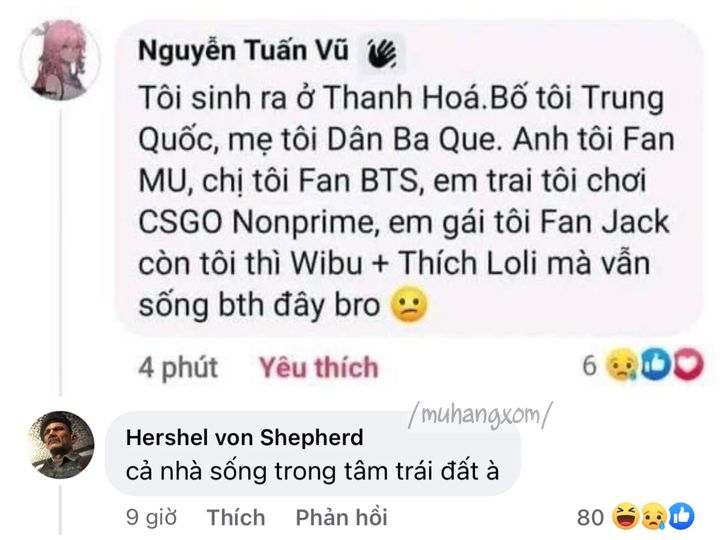 Nguyễn Tuấn Vũ
Tôi sinh ra ở Thanh Hoá.Bố tôi Trung
Quốc, mẹ tôi Dân Ba Que. Anh tôi Fan
MU, chị tôi Fan BTS, em trai tôi chơi
CSGO Nonprime, em gái tôi Fan Jack
còn tôi thì Wibu + Thích Loli mà vẫn
sống bth đây bro 😕
4 phút Yêu thích 6
/muhangxom/
Hershel von Shepherd
cả nhà sống trong tâm trái đất à
9 giờ Thích Phản hồi 80